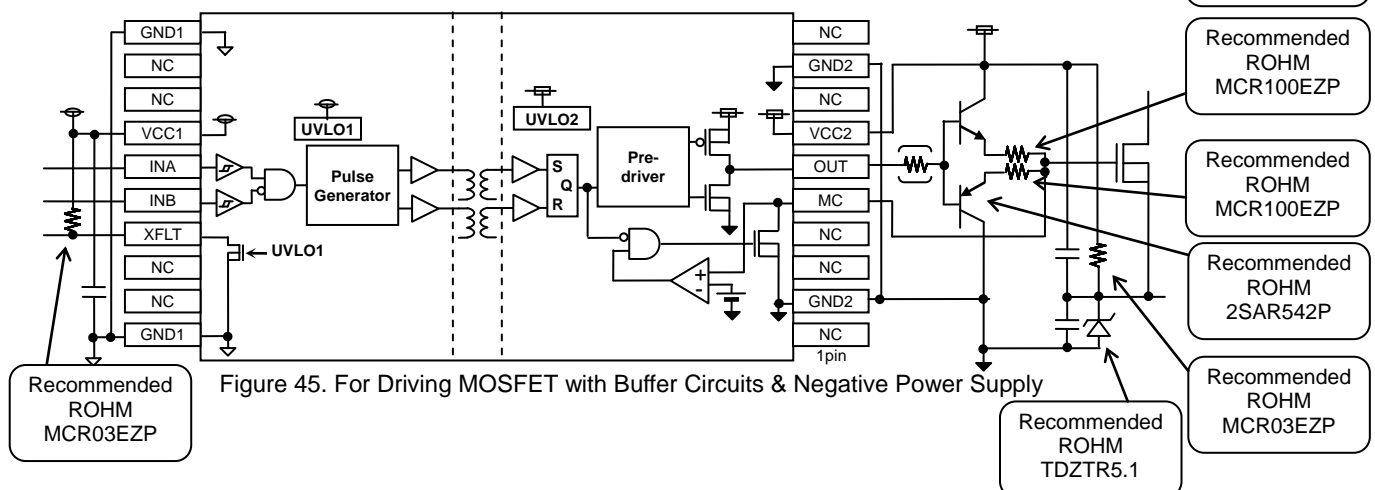 GND1
NC
NC
VCC1
INA
INB
XFLT
NC
NC
GND1
UVLO1
Pulse
Generator
UVLO1
UVLO2
S
Q
R
Pre-
driver
+
-
NC
GND2
NC
VCC2
OUT
MC
NC
NC
GND2
NC
1pin
Recommended
ROHM
MCR100EZP
Recommended
ROHM
MCR100EZP
Recommended
ROHM
2SAR542P
Recommended
ROHM
MCR03EZP
Recommended
ROHM
TDZTR5.1
Recommended
ROHM
MCR03EZP
Figure 45. For Driving MOSFET with Buffer Circuits & Negative Power Supply